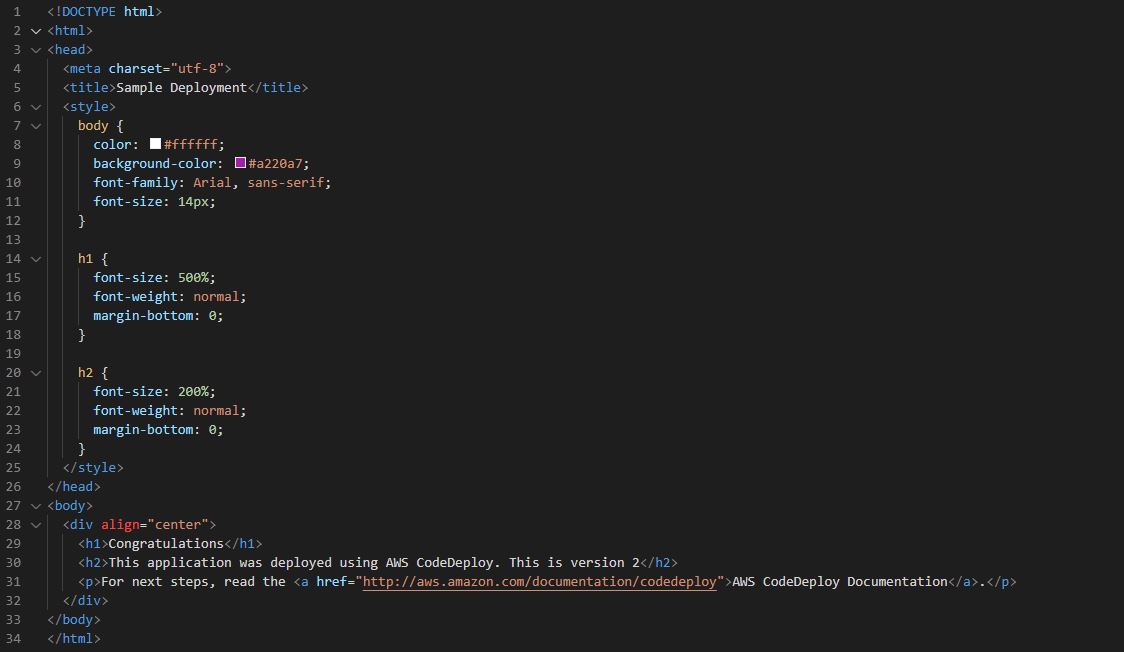 1 <!DOCTYPE html>
2 <html>
3 <head>
4   <meta charset="utf-8">
5   <title>Sample Deployment</title>
6   <style>
7     body {
8       color: #ffffff;
9       background-color: #a220a7;
10       font-family: Arial, sans-serif;
11       font-size: 14px;
12     }
13
14     h1 {
15       font-size: 500%;
16       font-weight: normal;
17       margin-bottom: 0;
18     }
19
20     h2 {
21       font-size: 200%;
22       font-weight: normal;
23       margin-bottom: 0;
24     }
25   </style>
26 </head>
27 <body>
28   <div align="center">
29     <h1>Congratulations</h1>
30     <h2>This application was deployed using AWS CodeDeploy. This is version 2</h2>
31     <p>For next steps, read the <a href="http://aws.amazon.com/documentation/codedeploy">AWS CodeDeploy Documentation</a>.</p>
32   </div>
33 </body>
34 </html>